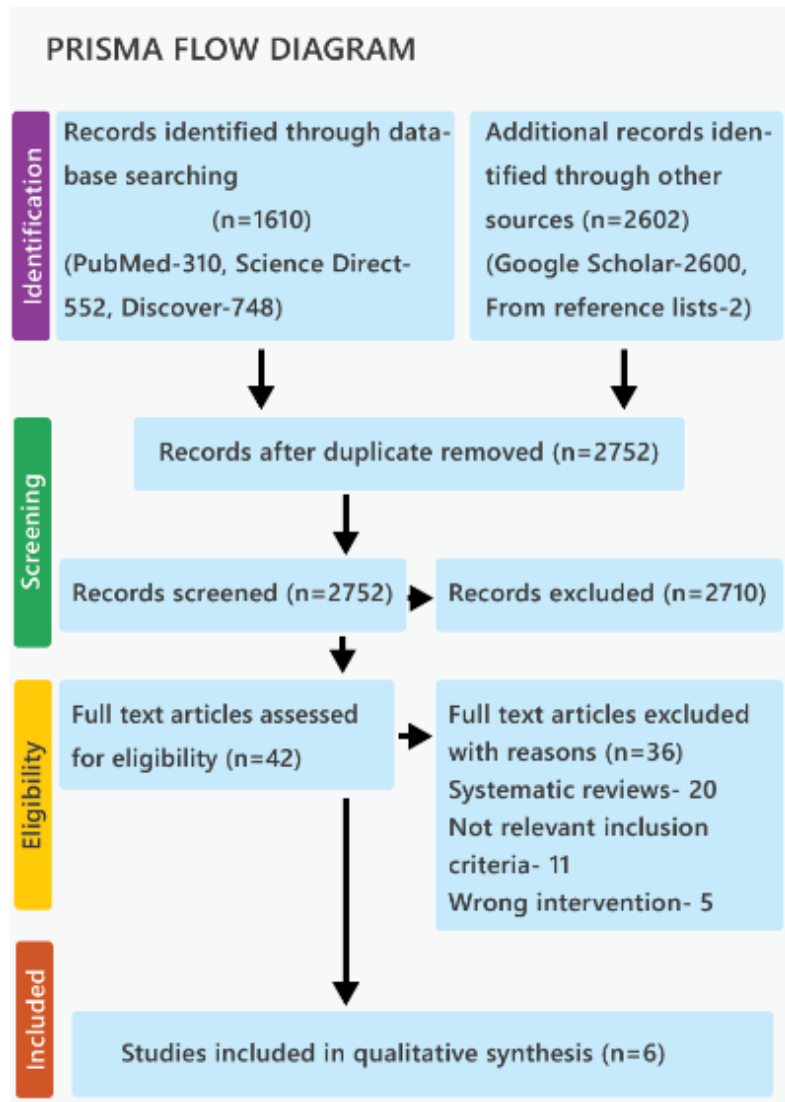 PRISMA FLOW DIAGRAM
Identification
Records identified through data-
base searching
(n=1610)
(PubMed-310, Science Direct-
552, Discover-748)
Additional records iden-
tified through other
sources (n=2602)
(Google Scholar-2600,
From reference lists-2)
Screening
Records after duplicate removed (n=2752)
Records screened (n=2752)
Records excluded (n=2710)
Eligibility
Full text articles assessed
for eligibility (n=42)
Full text articles excluded
with reasons (n=36)
Systematic reviews- 20
Not relevant inclusion
criteria- 11
Wrong intervention- 5
Included
Studies included in qualitative synthesis (n=6)